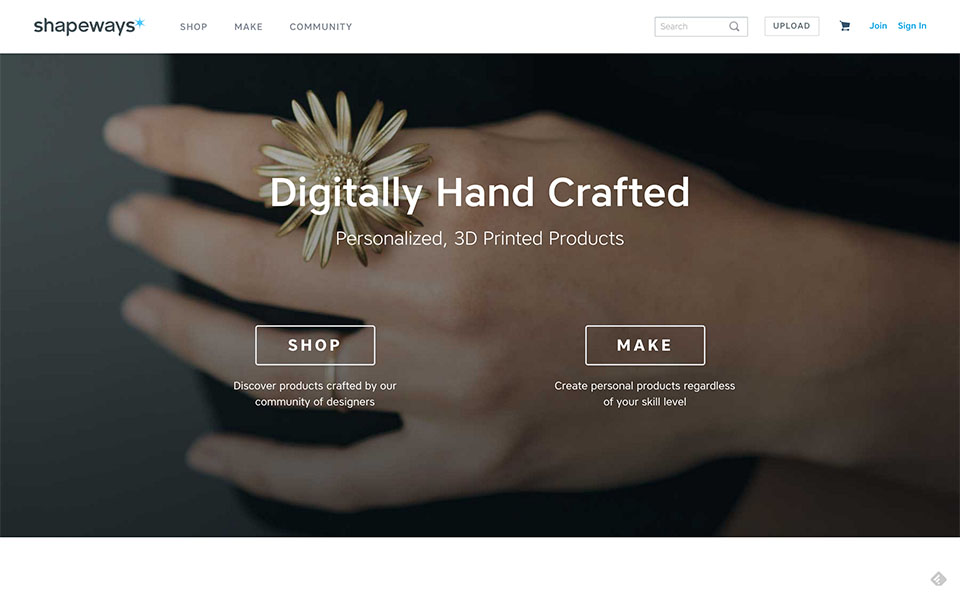 shapeways
SHOP
MAKE
COMMUNITY
Search
UPLOAD
Join
Sign In
Digitally Hand Crafted
Personalized, 3D Printed Products
SHOP
Discover products crafted by our
community of designers
MAKE
Create personal products regardless
of your skill level